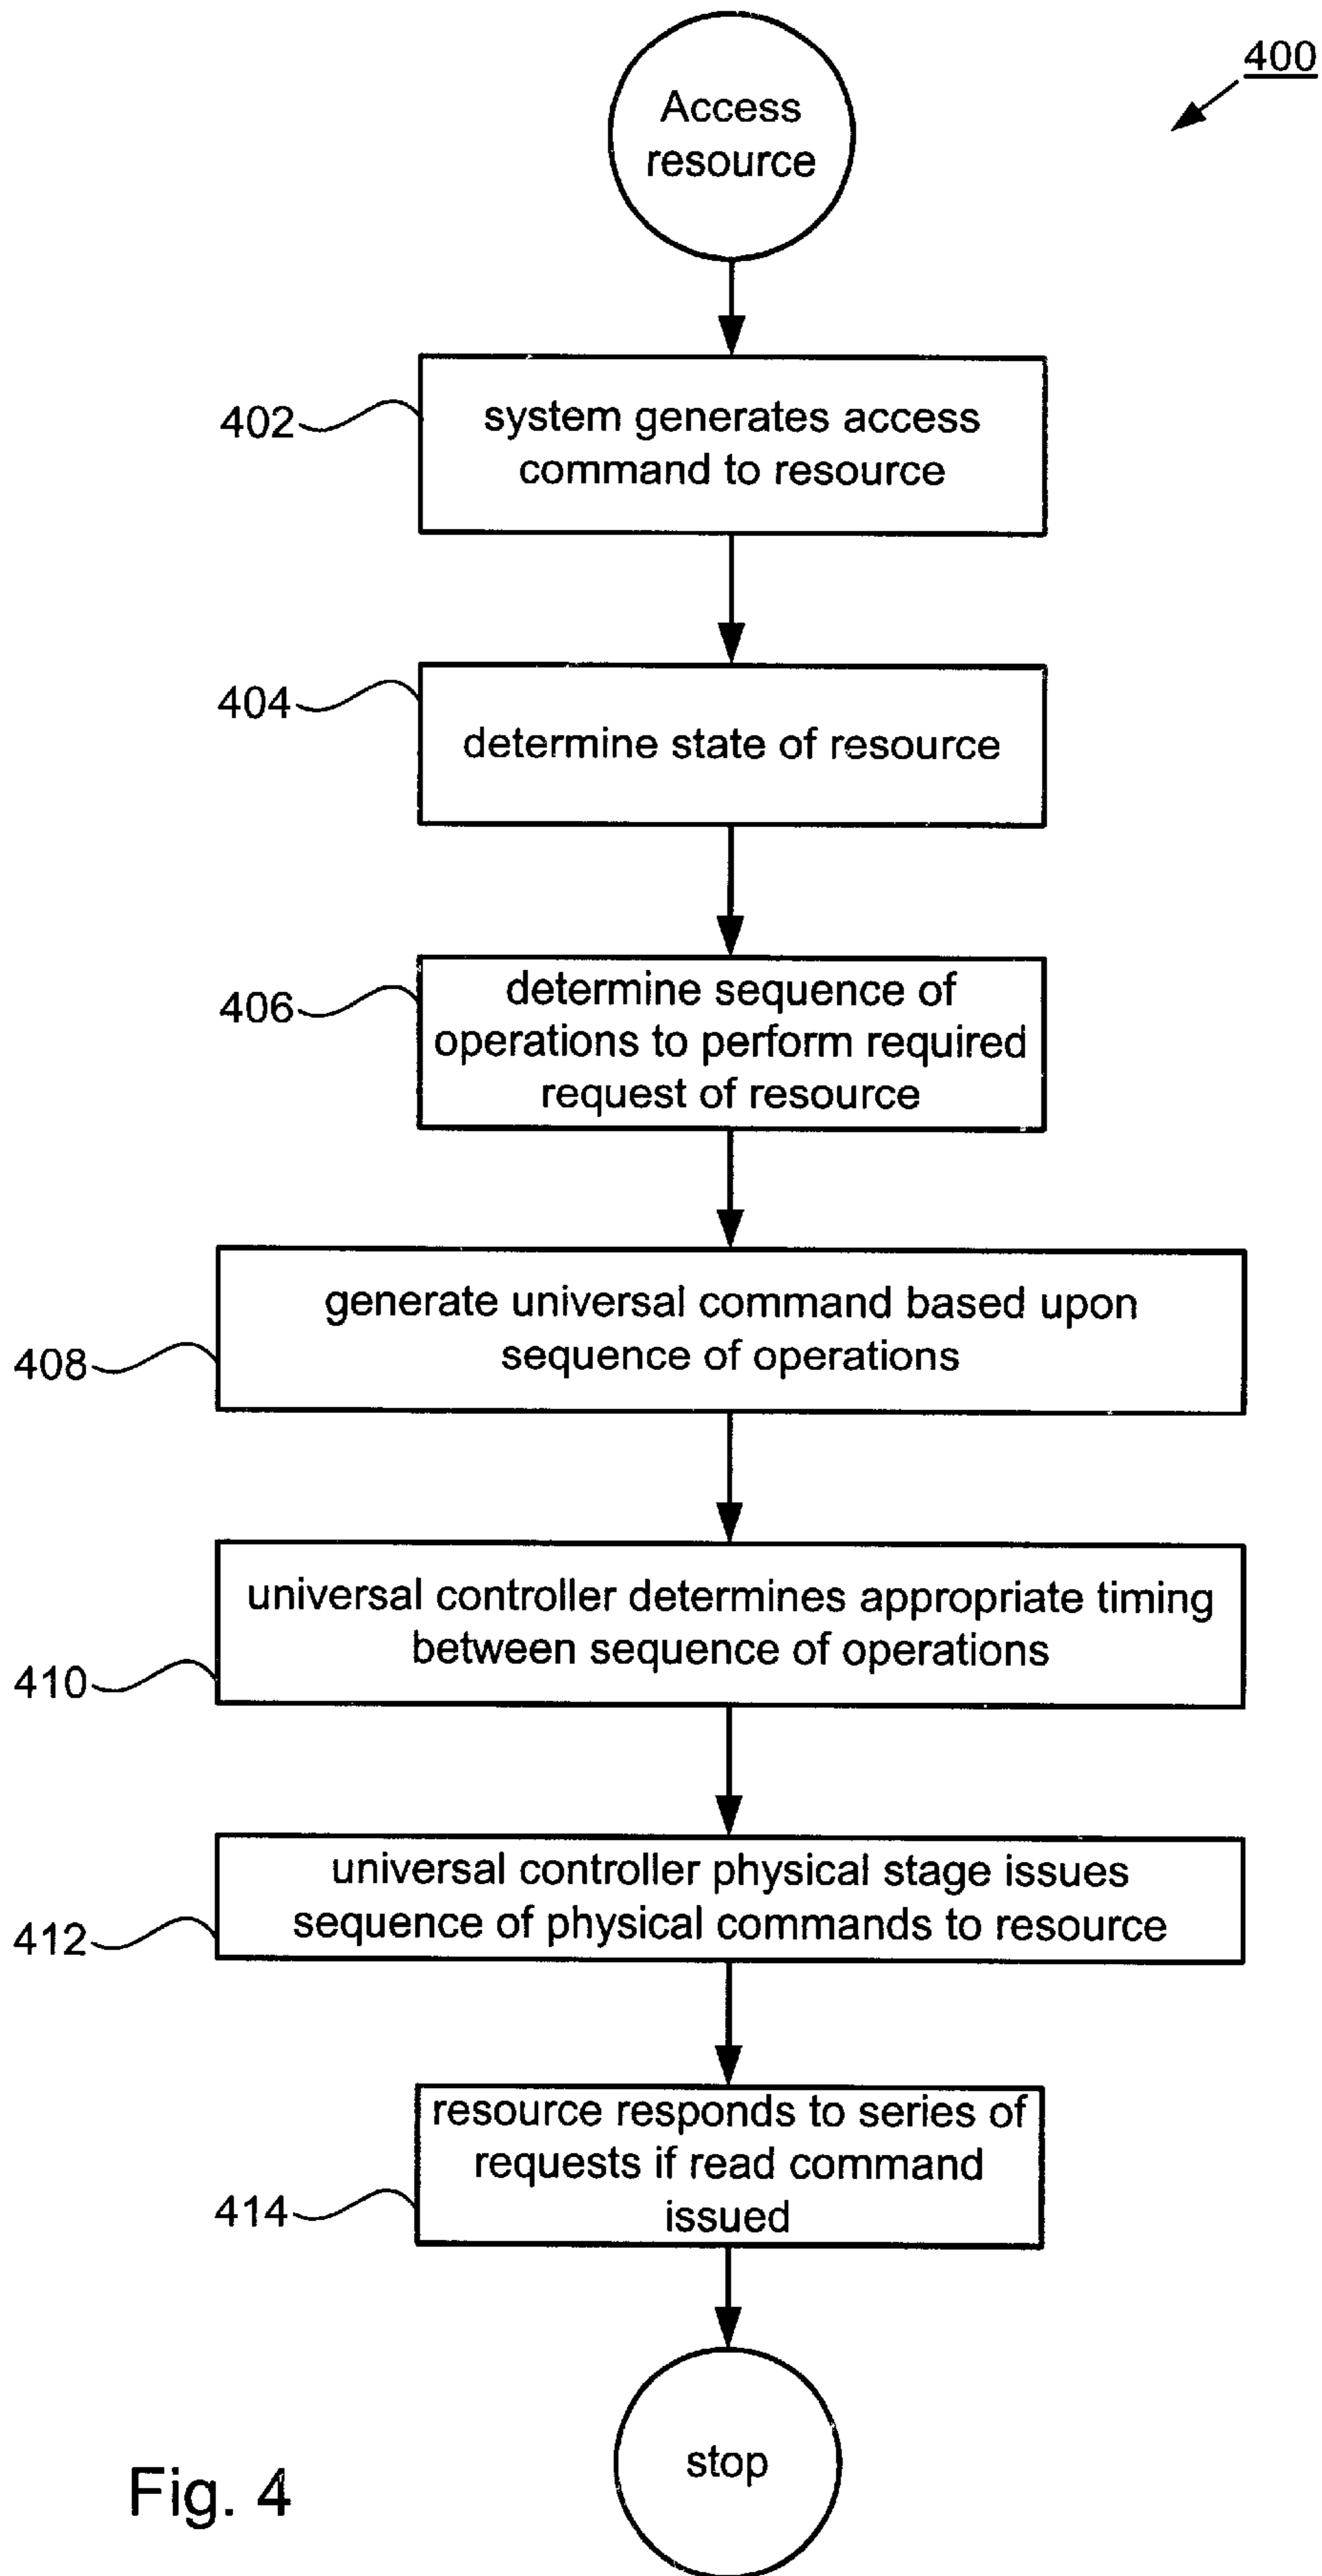 400
Access
resource
402
system generates access
command to resource
404
determine state of resource
406
determine sequence of
operations to perform required
request of resource
408
generate universal command based upon
sequence of operations
410
universal controller determines appropriate timing
between sequence of operations
412
universal controller physical stage issues
sequence of physical commands to resource
414
resource responds to series of
requests if read command
issued
stop
Fig. 4